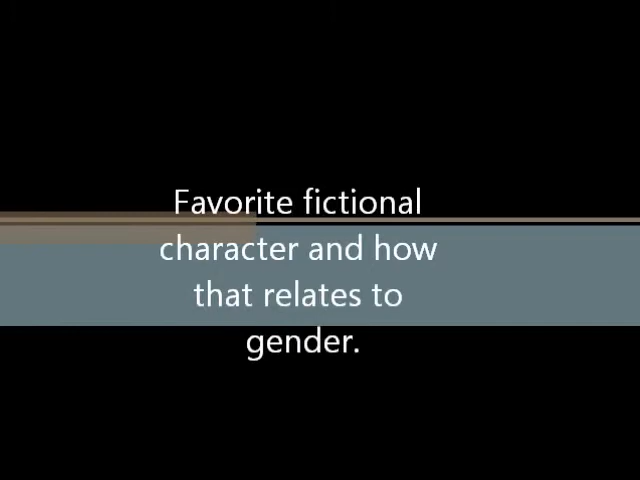 Favorite fictional
character and how
that relates to
gender.